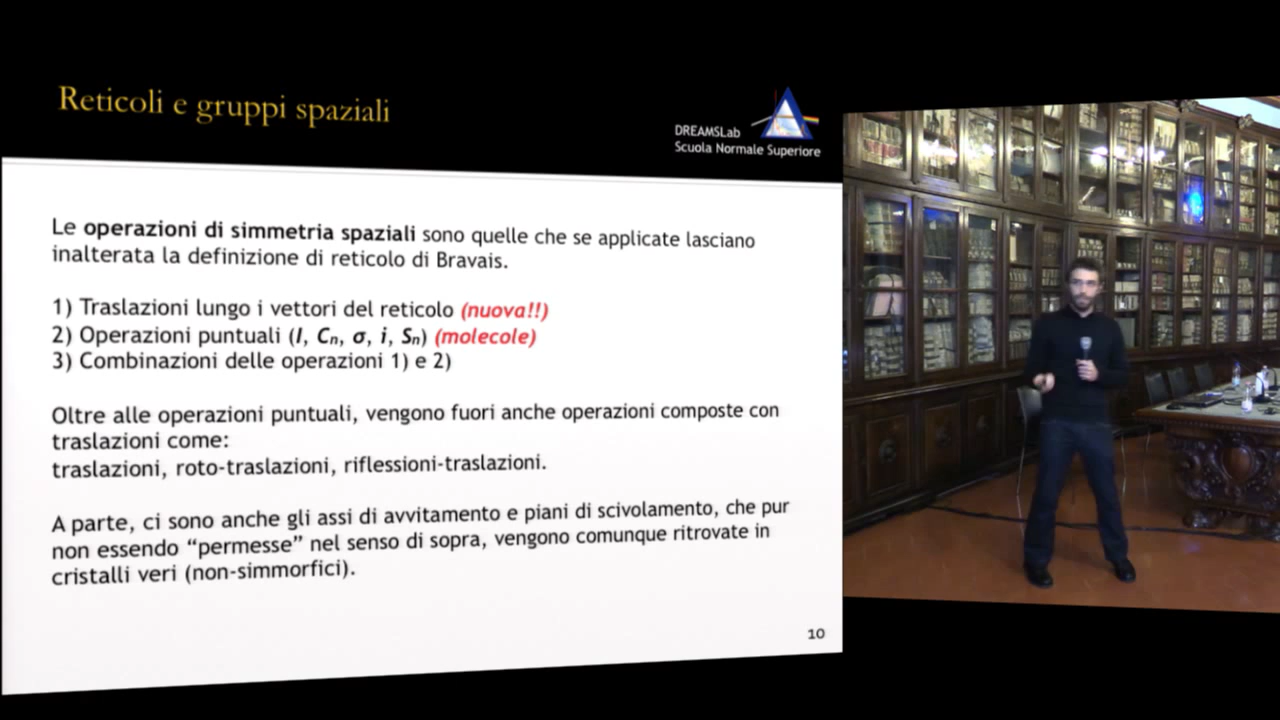 Reticoli e gruppi spaziali
DREAMSLab
Scuola Normale Superiore
Le operazioni di simmetria spaziali sono quelle che se applicate lasciano
inalterata la definizione di reticolo di Bravais.
1) Traslazioni lungo i vettori del reticolo (nuova!!)
2) Operazioni puntuali (I, Cn, σ, i, Sn) (molecole)
3) Combinazioni delle operazioni 1) e 2)
Oltre alle operazioni puntuali, vengono fuori anche operazioni composte con
traslazioni come:
traslazioni, roto-traslazioni, riflessioni-traslazioni.
A parte, ci sono anche gli assi di avvitamento e piani di scivolamento, che pur
non essendo “permesse” nel senso di sopra, vengono comunque ritrovate in
cristalli veri (non-simmorfici).
10